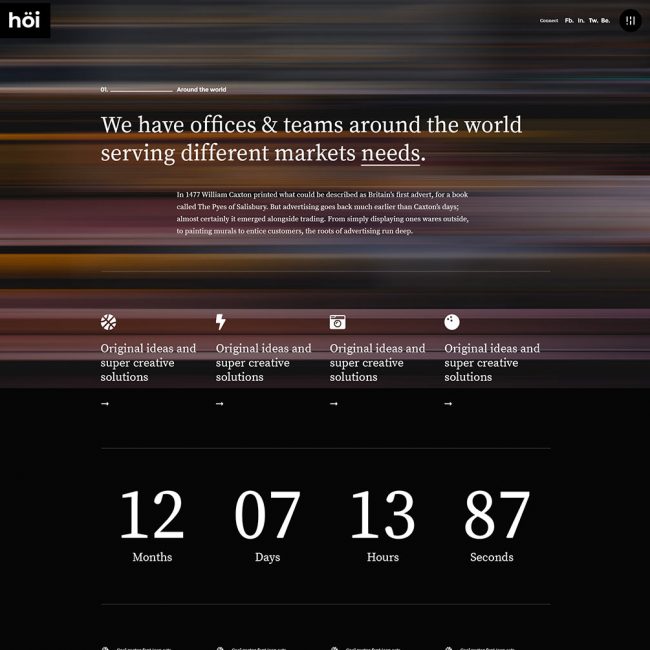 höi
Connect Fb. In. Tw. Be.
01. Around the world
We have offices & teams around the world
serving different markets needs.
In 1477 William Caxton printed what could be described as Britain's first advert, for a book
called The Pyes of Salisbury. But advertising goes back much earlier than Caxton's days;
almost certainly it emerged alongside trading. From simply displaying ones wares outside,
to painting murals to entice customers, the roots of advertising run deep.
Original ideas and
super creative
solutions
→
Original ideas and
super creative
solutions
→
Original ideas and
super creative
solutions
→
Original ideas and
super creative
solutions
→
12
Months
07
Days
13
Hours
87
Seconds